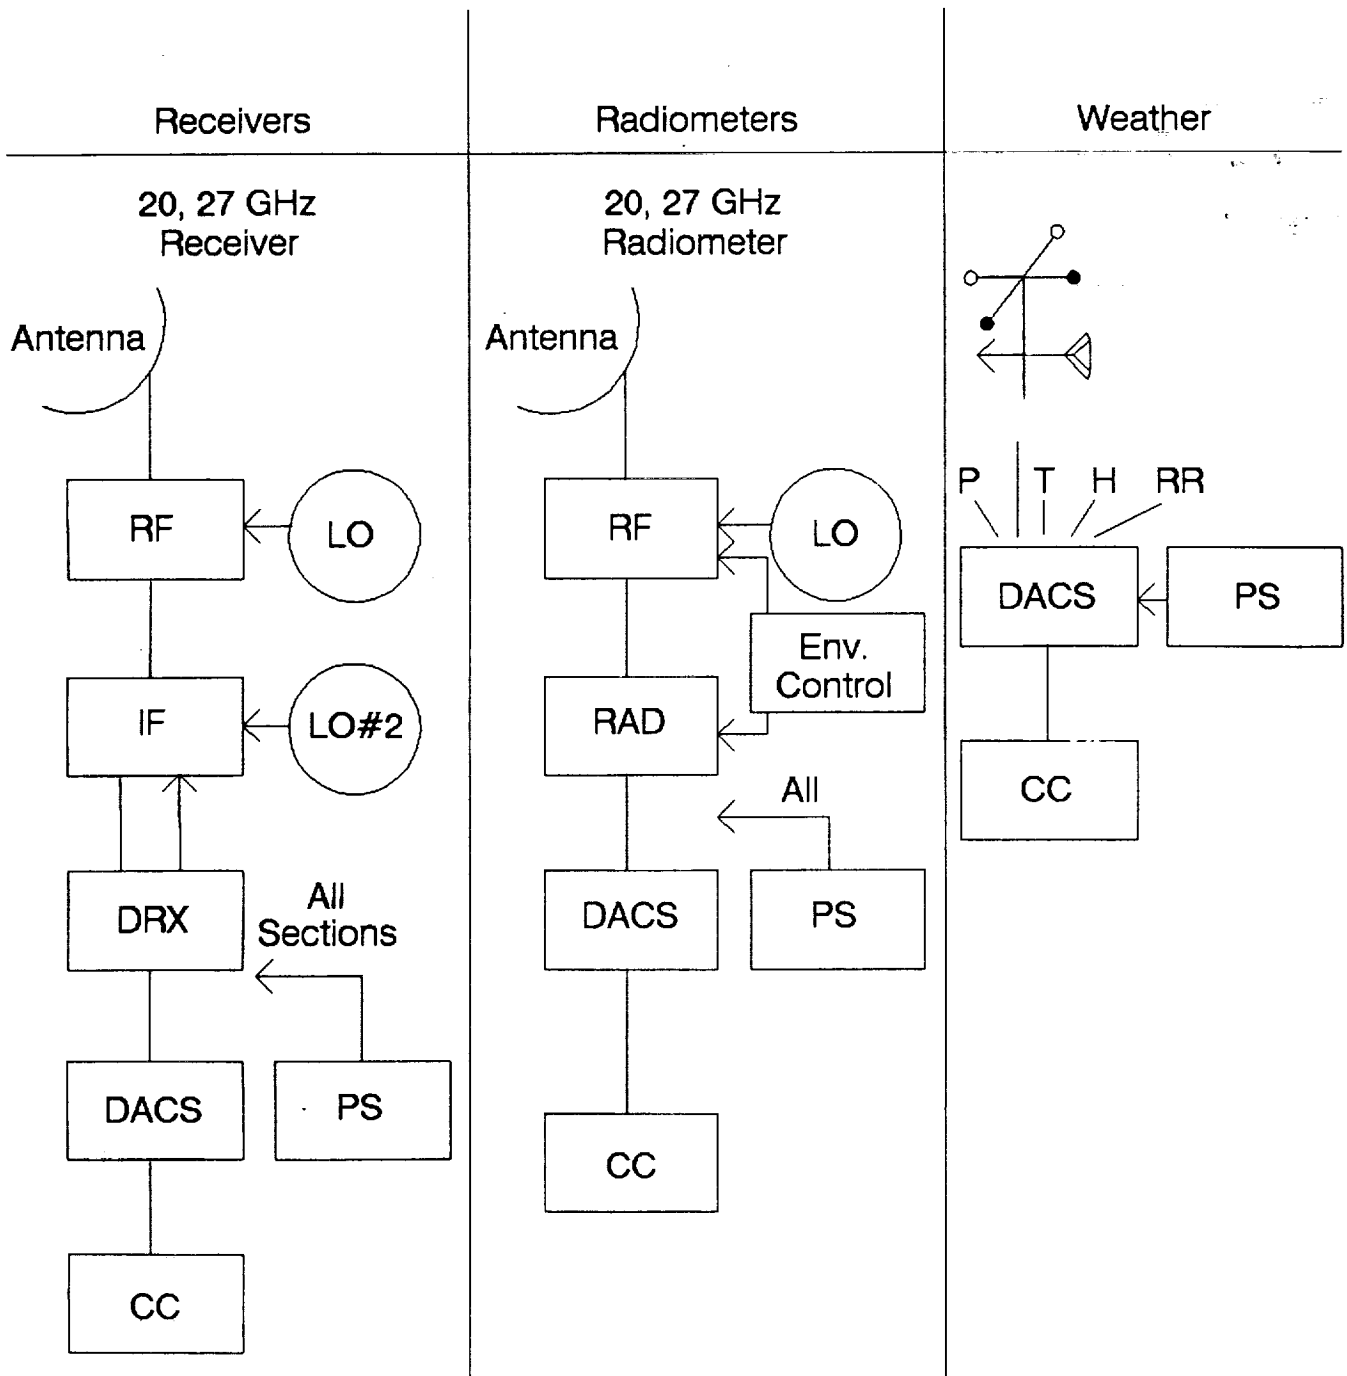 Receivers
Radiometers
Weather
20, 27 GHz
Receiver
Antenna
RF
LO
IF
LO#2
DRX
All
Sections
DACS
PS
CC
20, 27 GHz
Radiometer
Antenna
RF
LO
Env.
Control
RAD
All
DACS
PS
CC
P
T
H
RR
DACS
PS
CC